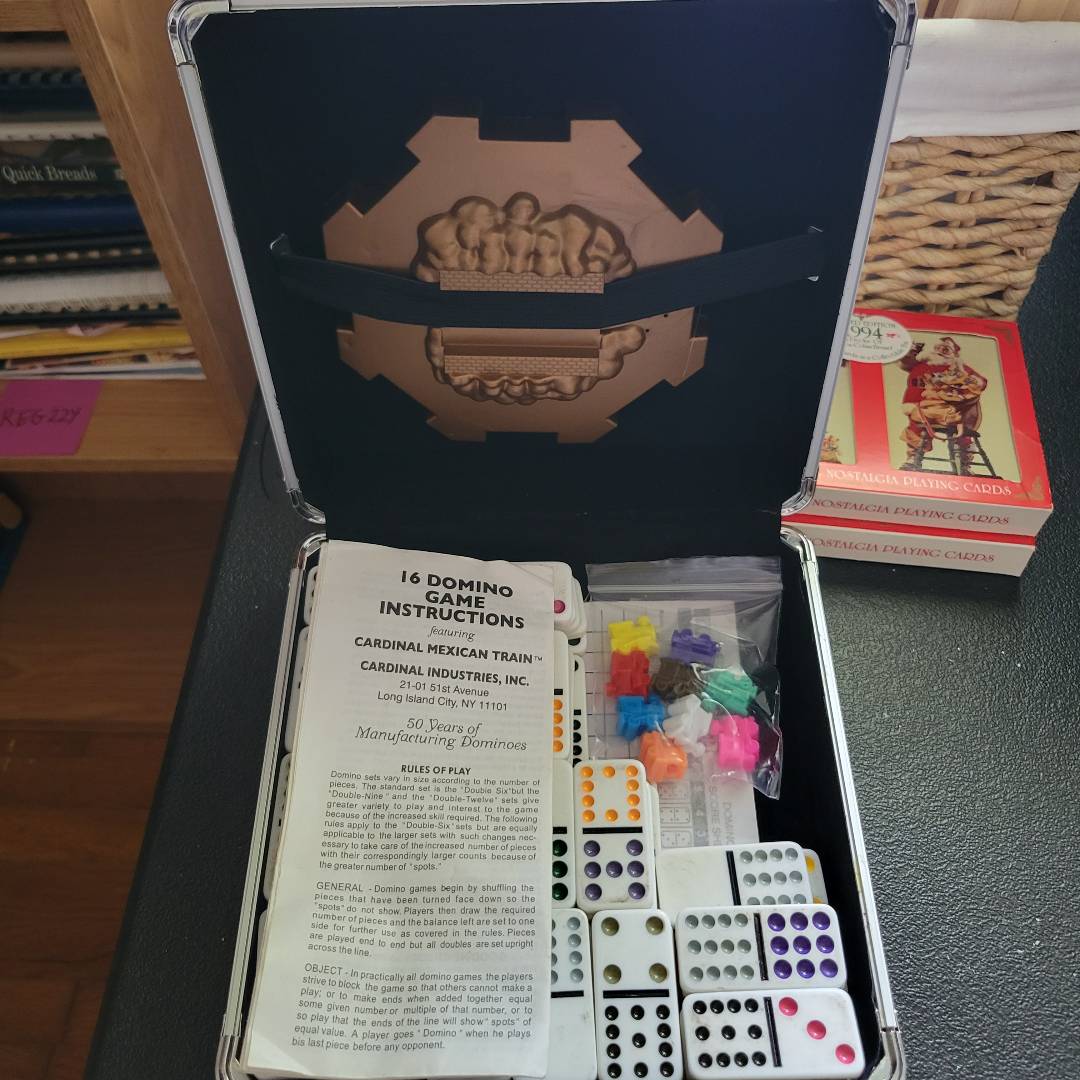 Quick Breads
REG 229
16 DOMINO
GAME
INSTRUCTIONS
featuring
CARDINAL MEXICAN TRAIN™
CARDINAL INDUSTRIES, INC.
21-01 51st Avenue
Long Island City, NY 11101
50 Years of
Manufacturing Dominoes
RULES OF PLAY
Domino sets vary in size according to the number of
pieces. The standard set is the "Double Six" but the
"Double-Nine" and the "Double-Twelve" sets give
greater variety to play and interest to the game
because of the increased skill required. The following
rules apply to the "Double-Six" sets but are equally
applicable to the larger sets with such changes nec-
essary to take care of the increased number of pieces
with their correspondingly larger counts because of
the greater number of "spots."
GENERAL - Domino games begin by shuffling the
pieces that have been turned face down so the
"spots" do not show. Players then draw the required
number of pieces and the balance left are set to one
side for further use as covered in the rules. Pieces
are played end to end but all doubles are set upright
across the line.
OBJECT - In practically all domino games the players
strive to block the game so that others cannot make a
play; or to make ends when added together equal
some given number or multiple of that number, or to
so play that the ends of the line will show "spots" of
equal value. A player goes "Domino" when he plays
his last piece before any opponent.
EDITION
1994
NOSTALGIA PLAYING CARDS
NOSTALGIA PLAYING CARDS
NOSTALGIA PLAYING CARDS
SCORE